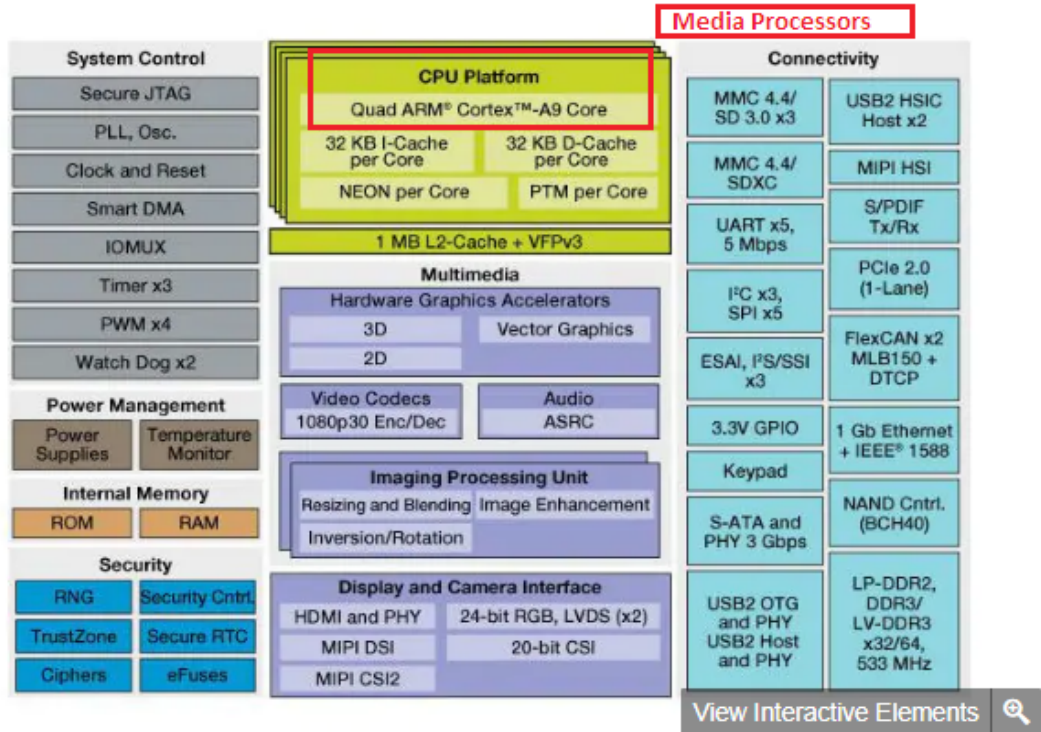 Media Processors
System Control
Secure JTAG
PLL, Osc.
Clock and Reset
Smart DMA
IOMUX
Timer x3
PWM x4
Watch Dog x2
Power Management
Power
Supplies
Temperature
Monitor
Internal Memory
ROM
RAM
Security
RNG
Security Cntrl.
TrustZone
Secure RTC
Ciphers
eFuses
CPU Platform
Quad ARM® Cortex™-A9 Core
32 KB I-Cache
per Core
32 KB D-Cache
per Core
NEON per Core
PTM per Core
1 MB L2-Cache + VFPv3
Multimedia
Hardware Graphics Accelerators
3D
Vector Graphics
2D
Video Codecs
1080p30 Enc/Dec
Audio
ASRC
Imaging Processing Unit
Resizing and Blending
Image Enhancement
Inversion/Rotation
Display and Camera Interface
HDMI and PHY
24-bit RGB, LVDS (x2)
MIPI DSI
20-bit CSI
MIPI CSI2
Connectivity
MMC 4.4/
SD 3.0 x3
MMC 4.4/
SDXC
UART x5,
5 Mbps
I²C x3,
SPI x5
ESAI, I²S/SSI
x3
3.3V GPIO
Keypad
S-ATA and
PHY 3 Gbps
USB2 OTG
and PHY
USB2 Host
and PHY
USB2 HSIC
Host x2
MIPI HSI
S/PDIF
Tx/Rx
PCIe 2.0
(1-Lane)
FlexCAN x2
MLB150 +
DTCP
1 Gb Ethernet
+ IEEE® 1588
NAND Cntrl.
(BCH40)
LP-DDR2,
DDR3/
LV-DDR3
x32/64,
533 MHz
View Interactive Elements